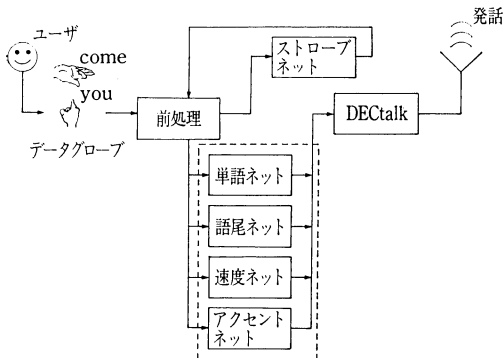 ユーザ
come
you
データグローブ
前処理
ストローブ
ネット
DECtalk
発話
単語ネット
語尾ネット
速度ネット
アクセント
ネット